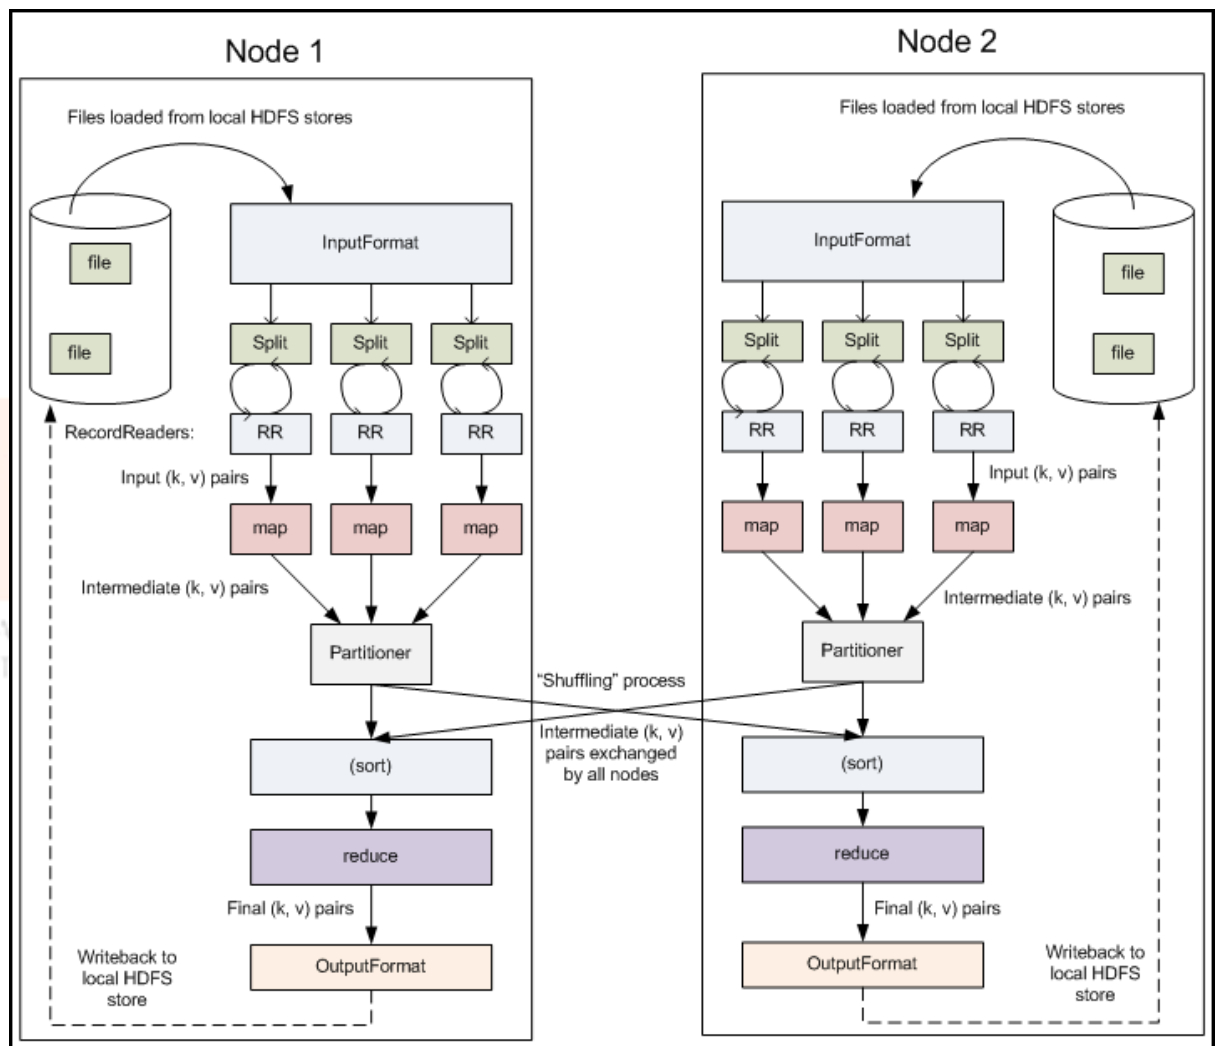 Node 1
Files loaded from local HDFS stores
InputFormat
file
file
Split
Split
Split
RecordReaders:
RR
RR
RR
Input (k, v) pairs
map
map
map
Intermediate (k, v) pairs
Partitioner
(sort)
reduce
Final (k, v) pairs
OutputFormat
Writeback to
local HDFS
store
“Shuffling” process
Intermediate (k, v)
pairs exchanged
by all nodes
Node 2
Files loaded from local HDFS stores
InputFormat
file
file
Split
Split
Split
RR
RR
RR
Input (k, v) pairs
map
map
map
Intermediate (k, v) pairs
Partitioner
(sort)
reduce
Final (k, v) pairs
OutputFormat
Writeback to
local HDFS
store